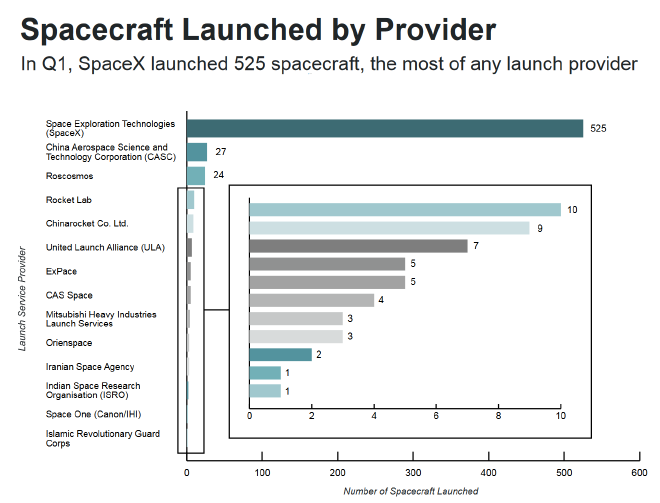 Spacecraft Launched by Provider
In Q1, SpaceX launched 525 spacecraft, the most of any launch provider
Space Exploration Technologies
(SpaceX)
525
China Aerospace Science and
Technology Corporation (CASC)
27
Roscosmos
24
Rocket Lab
Chinarocket Co. Ltd.
United Launch Alliance (ULA)
ExPace
CAS Space
Mitsubishi Heavy Industries
Launch Services
Orienspace
Iranian Space Agency
Indian Space Research
Organisation (ISRO)
Space One (Canon/IHI)
Islamic Revolutionary Guard
Corps
Launch Service Provider
10
9
7
5
5
4
3
3
2
1
1
0 2 4 6 8 10
0 100 200 300 400 500 600
Number of Spacecraft Launched